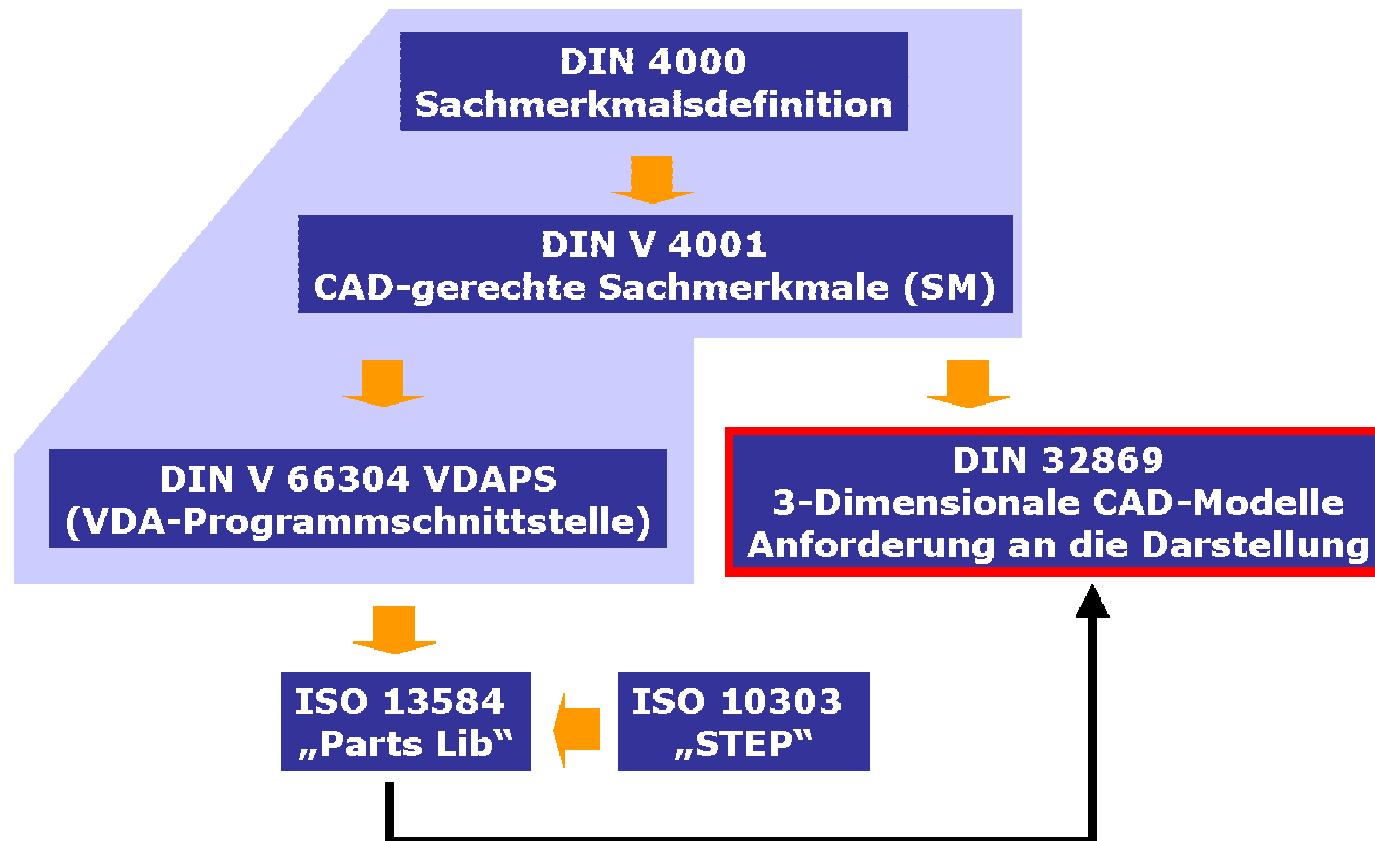 DIN 4000
Sachmerkmalsdefinition
DIN V 4001
CAD-gerechte Sachmerkmale (SM)
DIN V 66304 VDAPS
(VDA-Programmschnittstelle)
DIN 32869
3-Dimensionale CAD-Modelle
Anforderung an die Darstellung
ISO 13584
„Parts Lib“
ISO 10303
„STEP“